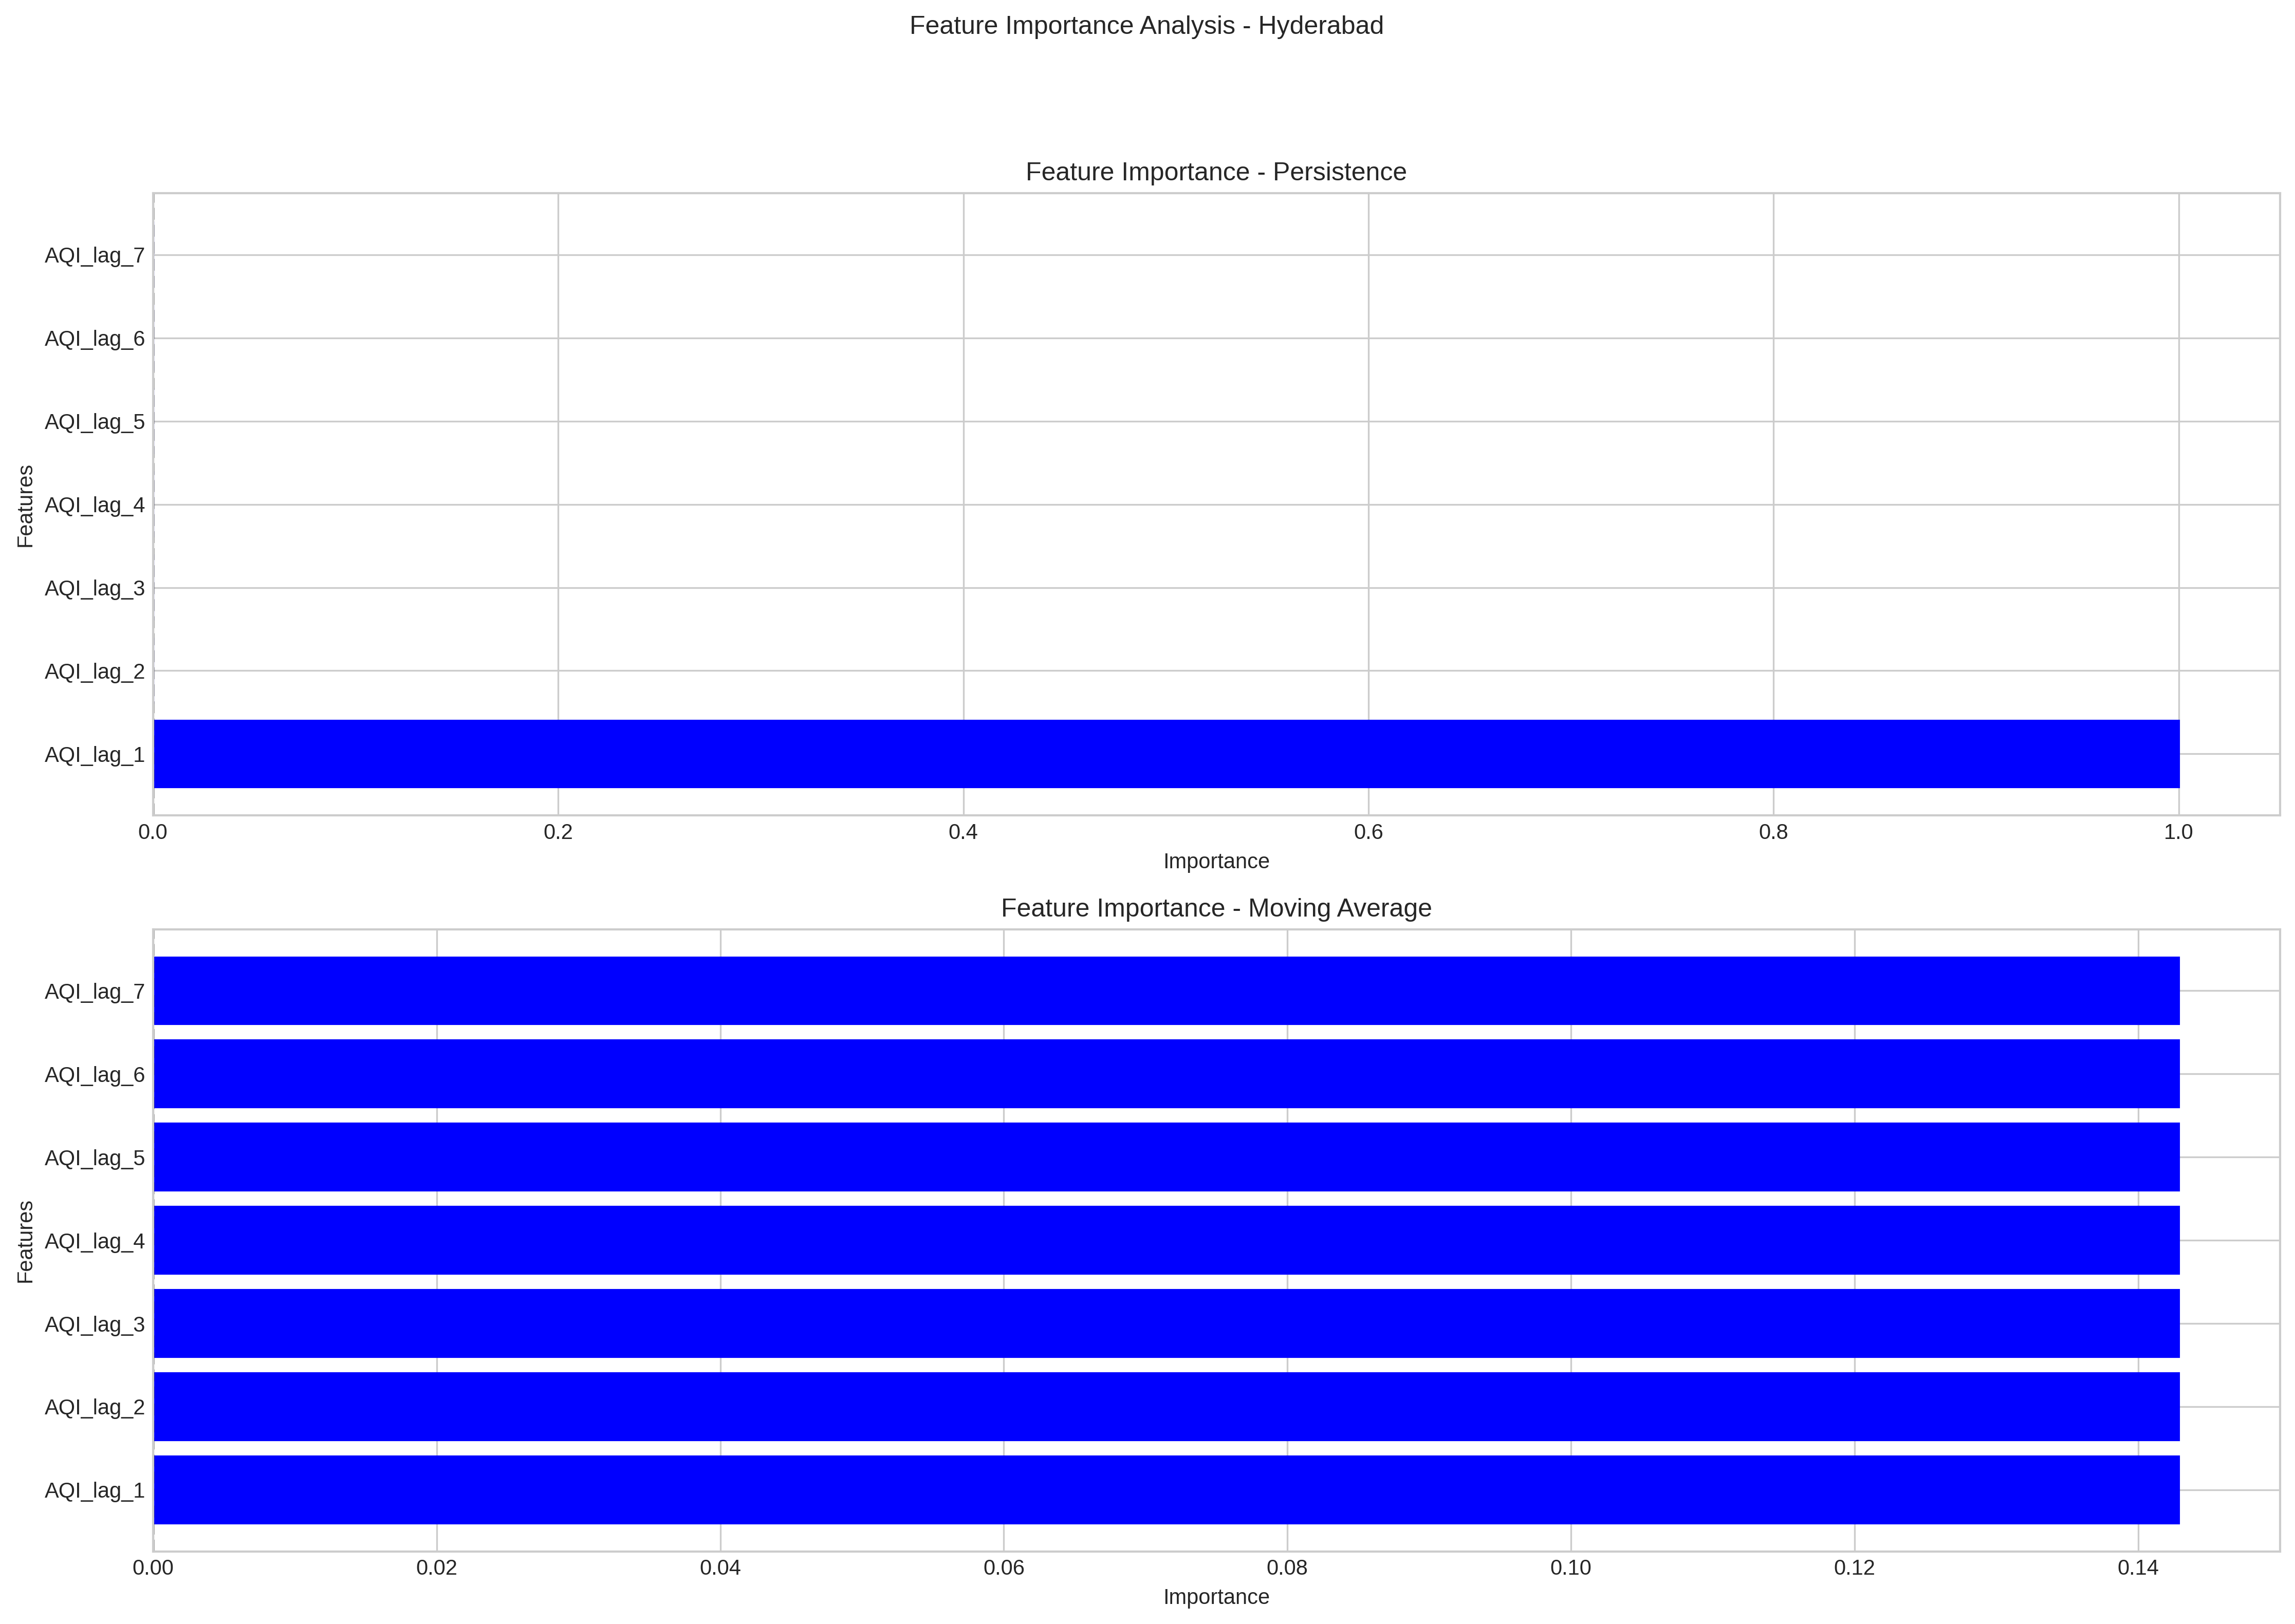 Feature Importance Analysis - Hyderabad
Feature Importance - Persistence
Features
AQI_lag_7
AQI_lag_6
AQI_lag_5
AQI_lag_4
AQI_lag_3
AQI_lag_2
AQI_lag_1
0.0 0.2 0.4 0.6 0.8 1.0
Importance
Feature Importance - Moving Average
Features
AQI_lag_7
AQI_lag_6
AQI_lag_5
AQI_lag_4
AQI_lag_3
AQI_lag_2
AQI_lag_1
0.00 0.02 0.04 0.06 0.08 0.10 0.12 0.14
Importance